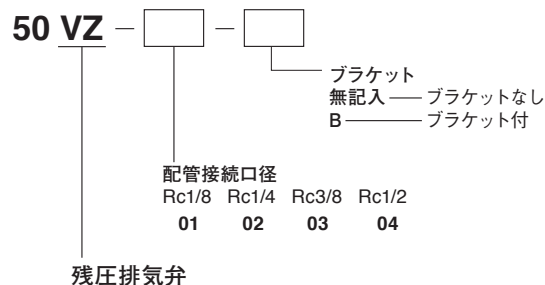 50 VZ - -
ブラケット
無記入 ── ブラケットなし
B ── ブラケット付
配管接続口径
Rc1/8 Rc1/4 Rc3/8 Rc1/2
01 02 03 04
残圧排気弁